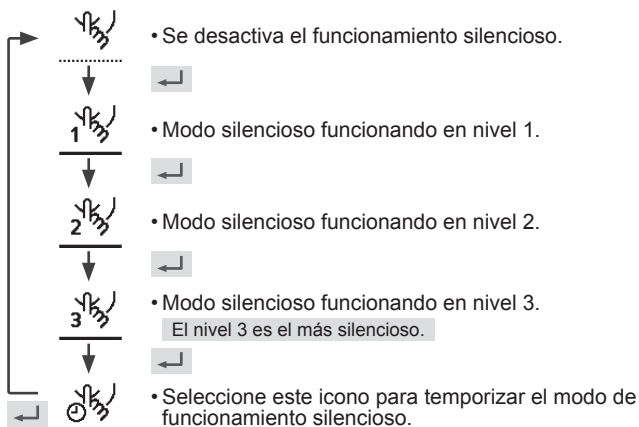 • Se desactiva el funcionamiento silencioso.
1
• Modo silencioso funcionando en nivel 1.
2
• Modo silencioso funcionando en nivel 2.
3
• Modo silencioso funcionando en nivel 3.
El nivel 3 es el más silencioso.
• Seleccione este icono para temporizar el modo de
funcionamiento silencioso.